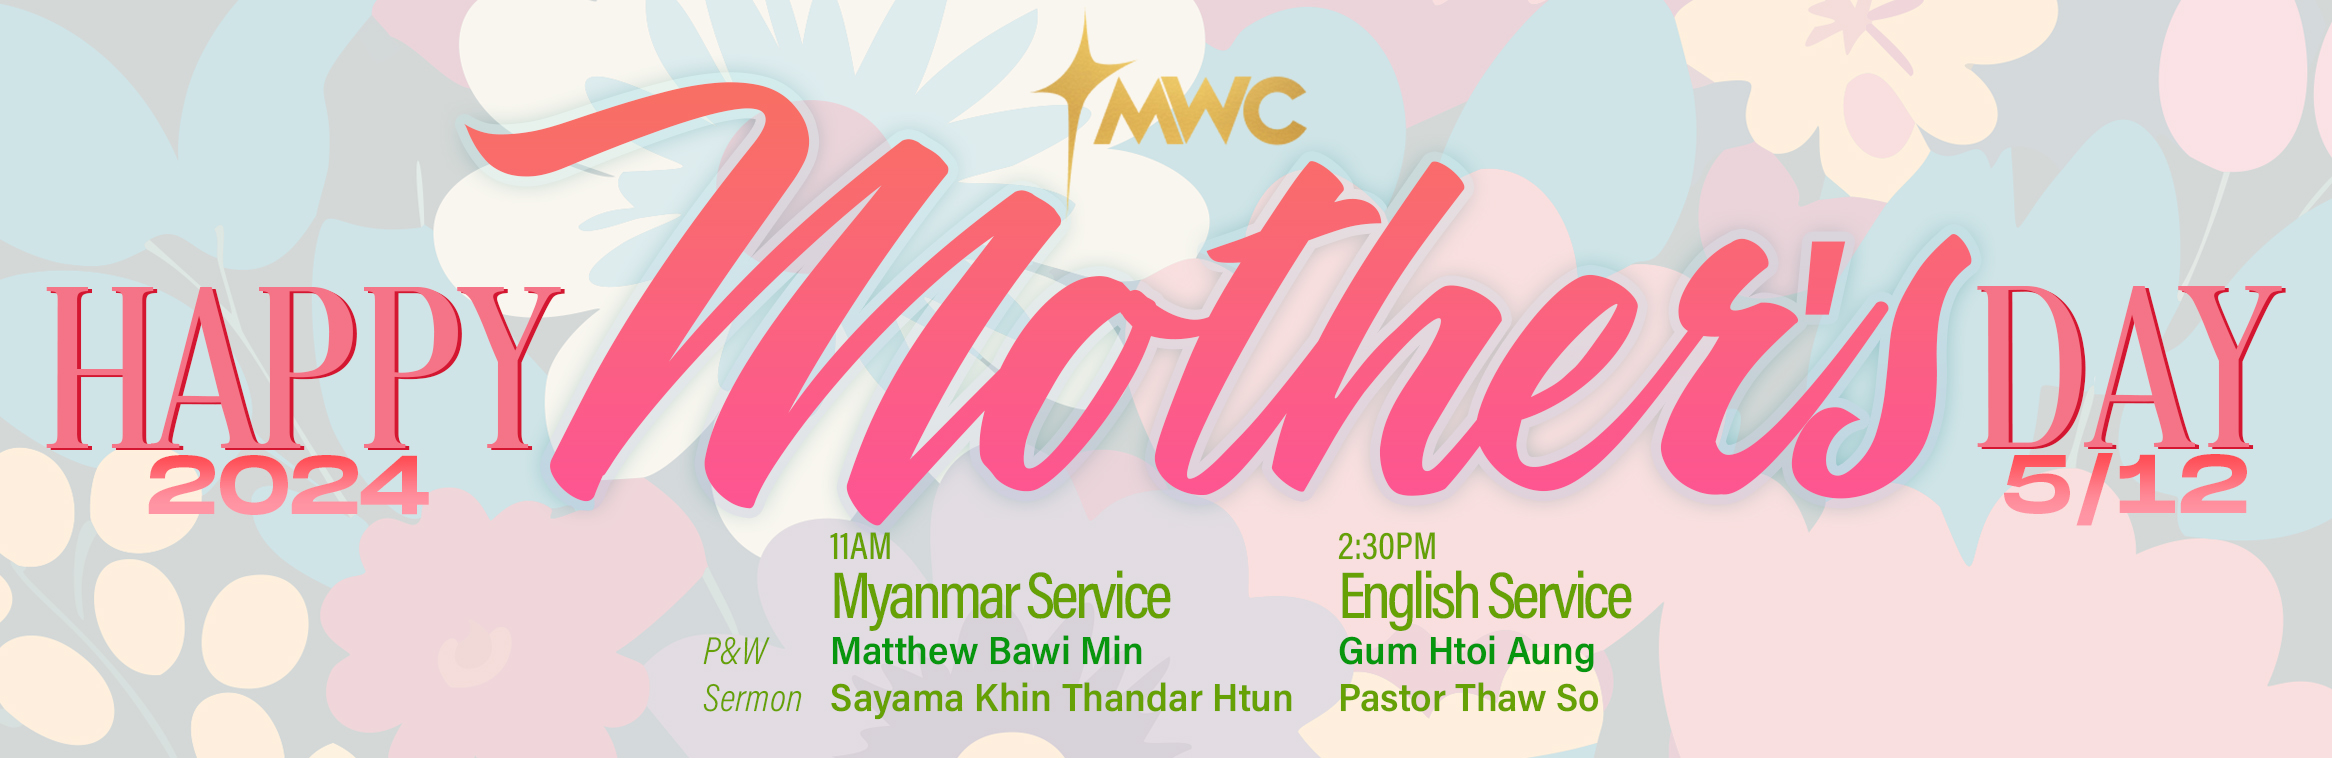 MWC
HAPPY Mother's DAY
2024
5/12
11AM
Myanmar Service
P&W Matthew Bawi Min
Sermon Sayama Khin Thandar Htun
2:30PM
English Service
Gum Htoi Aung
Pastor Thaw So